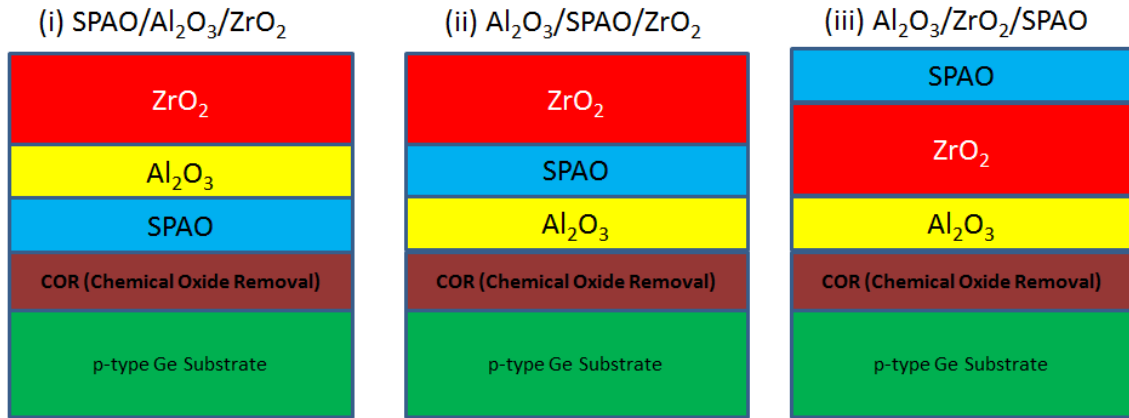 (i) SPAO/Al₂O₃/ZrO₂
ZrO₂
Al₂O₃
SPAO
COR (Chemical Oxide Removal)
p-type Ge Substrate
(ii) Al₂O₃/SPAO/ZrO₂
ZrO₂
SPAO
Al₂O₃
COR (Chemical Oxide Removal)
p-type Ge Substrate
(iii) Al₂O₃/ZrO₂/SPAO
SPAO
ZrO₂
Al₂O₃
COR (Chemical Oxide Removal)
p-type Ge Substrate